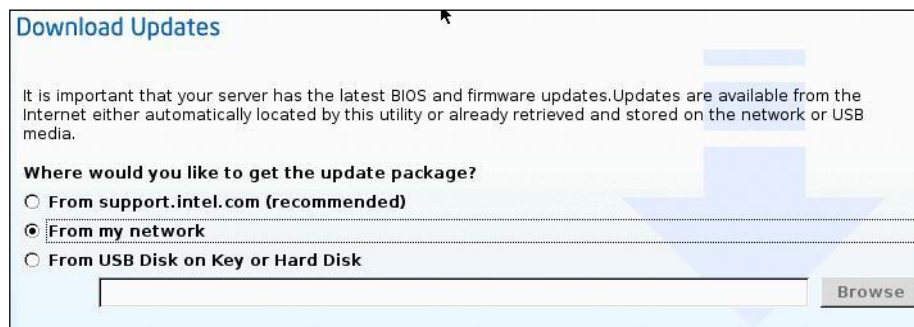 Download Updates
It is important that your server has the latest BIOS and firmware updates.Updates are available from the
Internet either automatically located by this utility or already retrieved and stored on the network or USB
media.
Where would you like to get the update package?
From support.intel.com (recommended)
From my network
From USB Disk on Key or Hard Disk
Browse